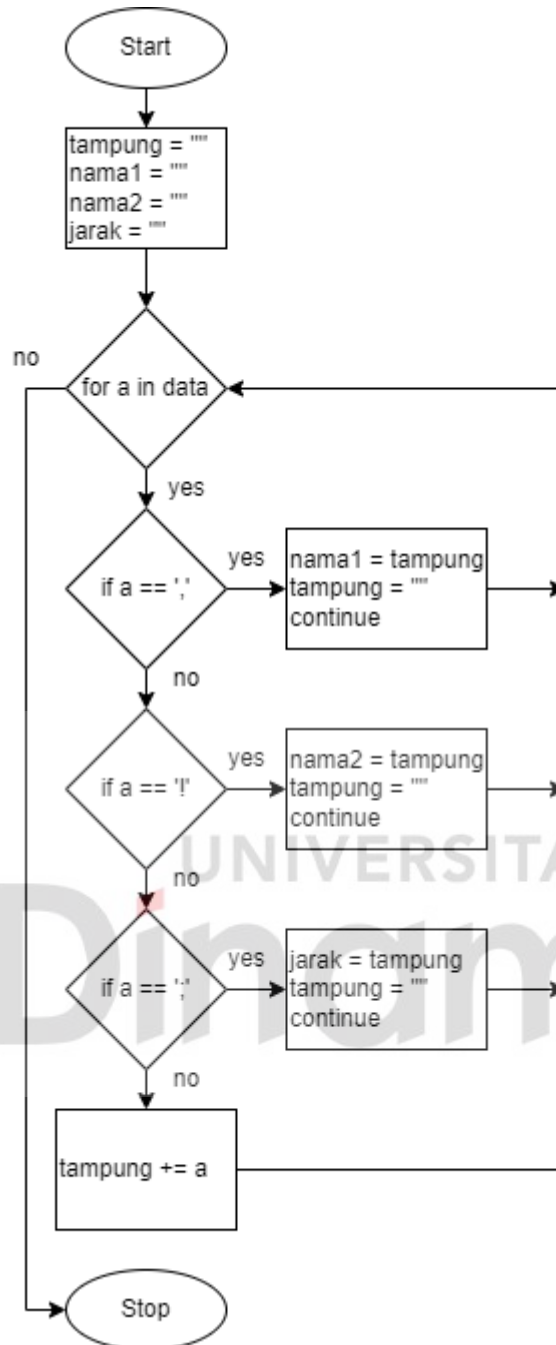 Start
tampung = ""
nama1 = ""
nama2 = ""
jarak = ""
no
for a in data
yes
if a == ','
yes
nama1 = tampung
tampung = ""
continue
no
if a == '!'
yes
nama2 = tampung
tampung = ""
continue
UNIVERSITA
no
Dinam
if a == ';'
yes
jarak = tampung
tampung = ""
continue
no
tampung += a
Stop